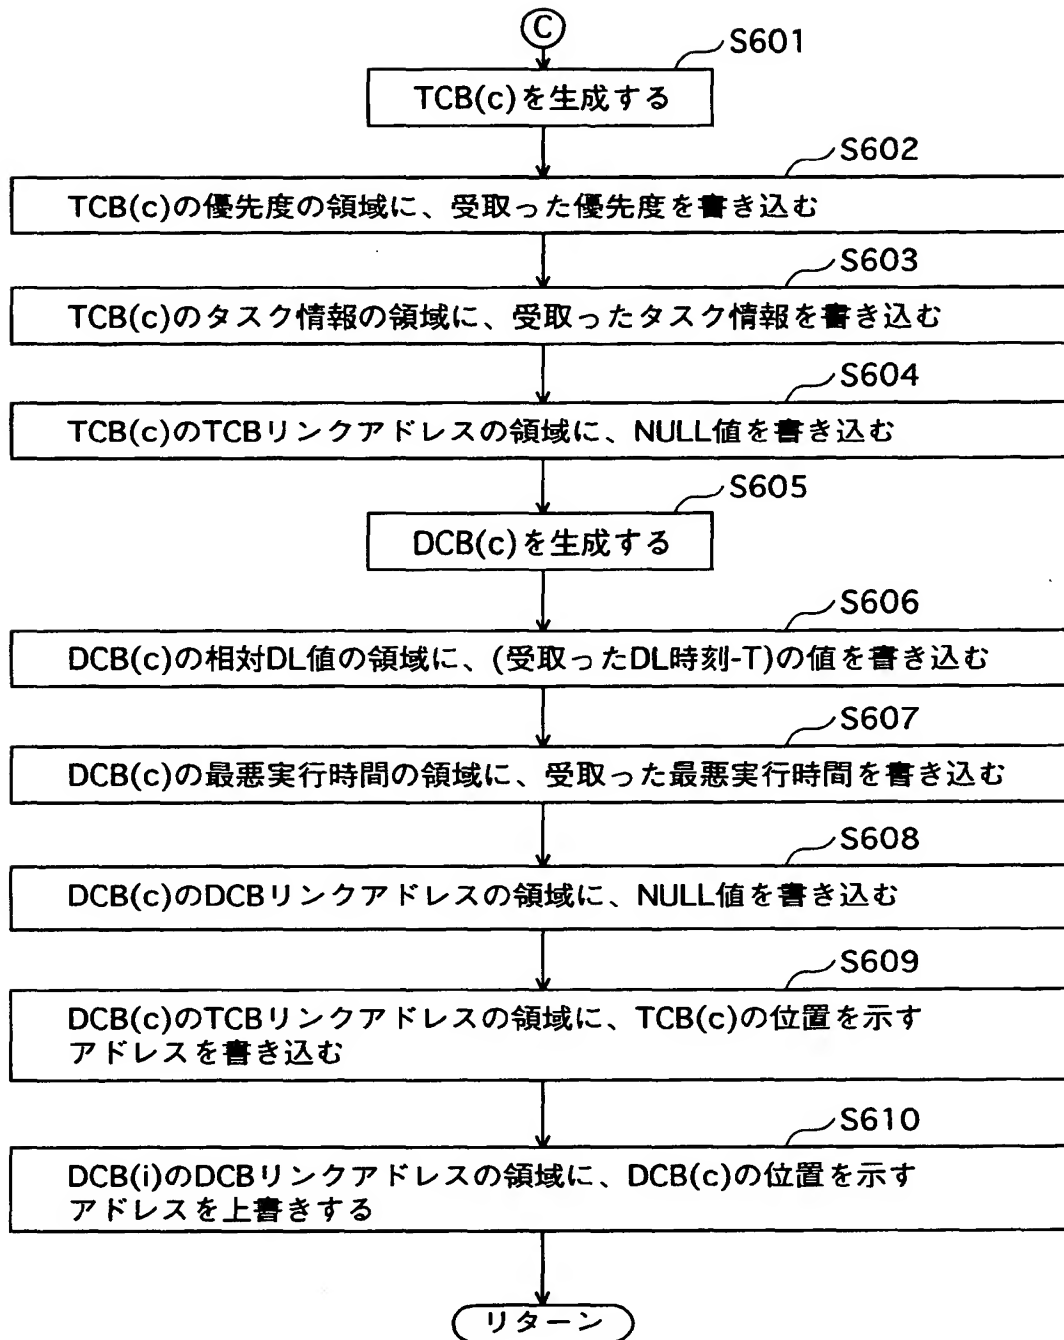 C
S601
TCB(c)を生成する
S602
TCB(c)の優先度の領域に、受取った優先度を書き込む
S603
TCB(c)のタスク情報の領域に、受取ったタスク情報を書き込む
S604
TCB(c)のTCBリンクアドレスの領域に、NULL値を書き込む
S605
DCB(c)を生成する
S606
DCB(c)の相対DL値の領域に、(受取ったDL時刻-T)の値を書き込む
S607
DCB(c)の最悪実行時間の領域に、受取った最悪実行時間を書き込む
S608
DCB(c)のDCBリンクアドレスの領域に、NULL値を書き込む
S609
DCB(c)のTCBリンクアドレスの領域に、TCB(c)の位置を示す
アドレスを書き込む
S610
DCB(i)のDCBリンクアドレスの領域に、DCB(c)の位置を示す
アドレスを上書きする
リターン